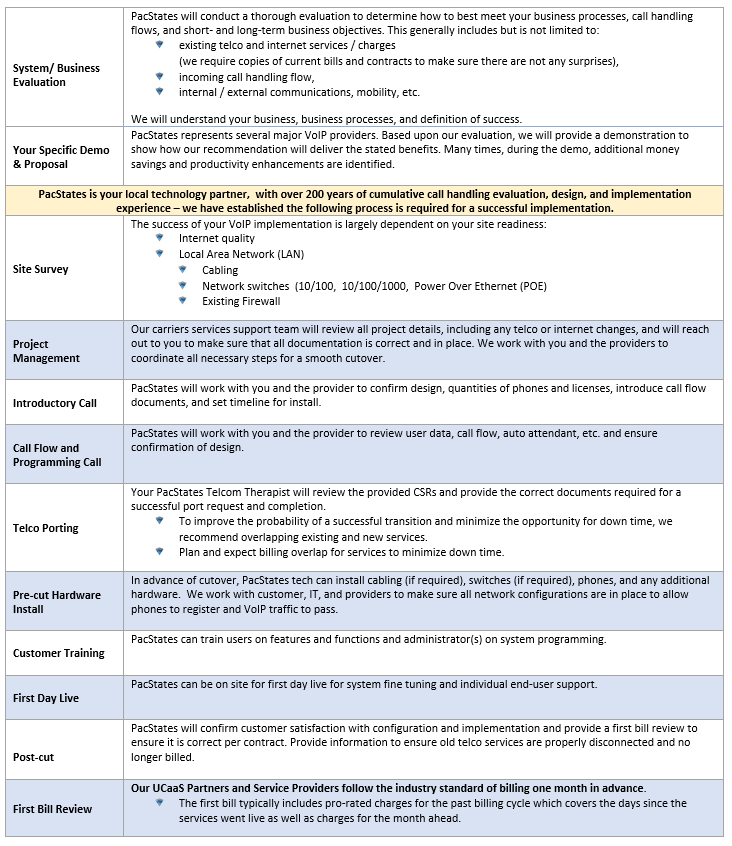 PacStates will conduct a thorough evaluation to determine how to best meet your business processes, call handling
flows, and short- and long-term business objectives. This generally includes but is not limited to:
existing telco and internet services / charges
(we require copies of current bills and contracts to make sure there are not any surprises),
System/ Business
Evaluation
incoming call handling flow,
internal / external communications, mobility, etc.
We will understand your business, business processes, and definition of success.
Your Specific Demo
& Proposal
PacStates represents several major VoIP providers. Based upon our evaluation, we will provide a demonstration to
show how our recommendation will deliver the stated benefits. Many times, during the demo, additional money
savings and productivity enhancements are identified.
PacStates is your local technology partner,  with over 200 years of cumulative call handling evaluation, design, and implementation
experience – we have established the following process is required for a successful implementation.
Site Survey
The success of your VoIP implementation is largely dependent on your site readiness:
Internet quality
Local Area Network (LAN)
Cabling
Network switches  (10/100,  10/100/1000,  Power Over Ethernet (POE)
Existing Firewall
Project
Management
Our carriers services support team will review all project details, including any telco or internet changes, and will reach
out to you to make sure that all documentation is correct and in place. We work with you and the providers to
coordinate all necessary steps for a smooth cutover.
Introductory Call
PacStates will work with you and the provider to confirm design, quantities of phones and licenses, introduce call flow
documents, and set timeline for install.
Call Flow and
Programming Call
PacStates will work with you and the provider to review user data, call flow, auto attendant, etc. and ensure
confirmation of design.
Telco Porting
Your PacStates Telcom Therapist will review the provided CSRs and provide the correct documents required for a
successful port request and completion.
To improve the probability of a successful transition and minimize the opportunity for down time, we
recommend overlapping existing and new services.
Plan and expect billing overlap for services to minimize down time.
Pre-cut Hardware
Install
In advance of cutover, PacStates tech can install cabling (if required), switches (if required), phones, and any additional
hardware.  We work with customer, IT, and providers to make sure all network configurations are in place to allow
phones to register and VoIP traffic to pass.
Customer Training
PacStates can train users on features and functions and administrator(s) on system programming.
First Day Live
PacStates can be on site for first day live for system fine tuning and individual end-user support.
Post-cut
PacStates will confirm customer satisfaction with configuration and implementation and provide a first bill review to
ensure it is correct per contract. Provide information to ensure old telco services are properly disconnected and no
longer billed.
First Bill Review
Our UCaaS Partners and Service Providers follow the industry standard of billing one month in advance.
The first bill typically includes pro-rated charges for the past billing cycle which covers the days since the
services went live as well as charges for the month ahead.